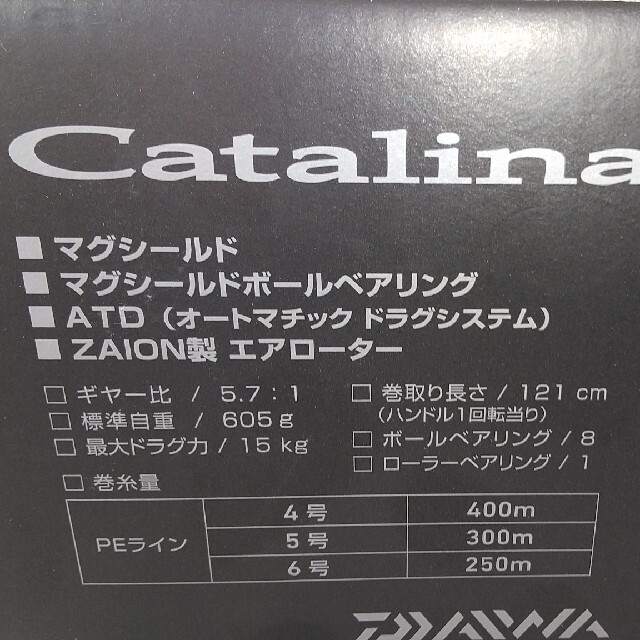 Catalina
■ マグシールド
■ マグシールドボールベアリング
■ ATD（オートマチック ドラグシステム）
■ ZAION製 エアローター
□ ギヤー比 / 5.7：1
□ 標準自重 / 605g
□ 最大ドラグ力 / 15kg
□ 巻取り長さ / 121cm
（ハンドル1回転当り）
□ ボールベアリング / 8
□ ローラーベアリング / 1
□ 巻糸量
PEライン
4号 400m
5号 300m
6号 250m
DAIWA